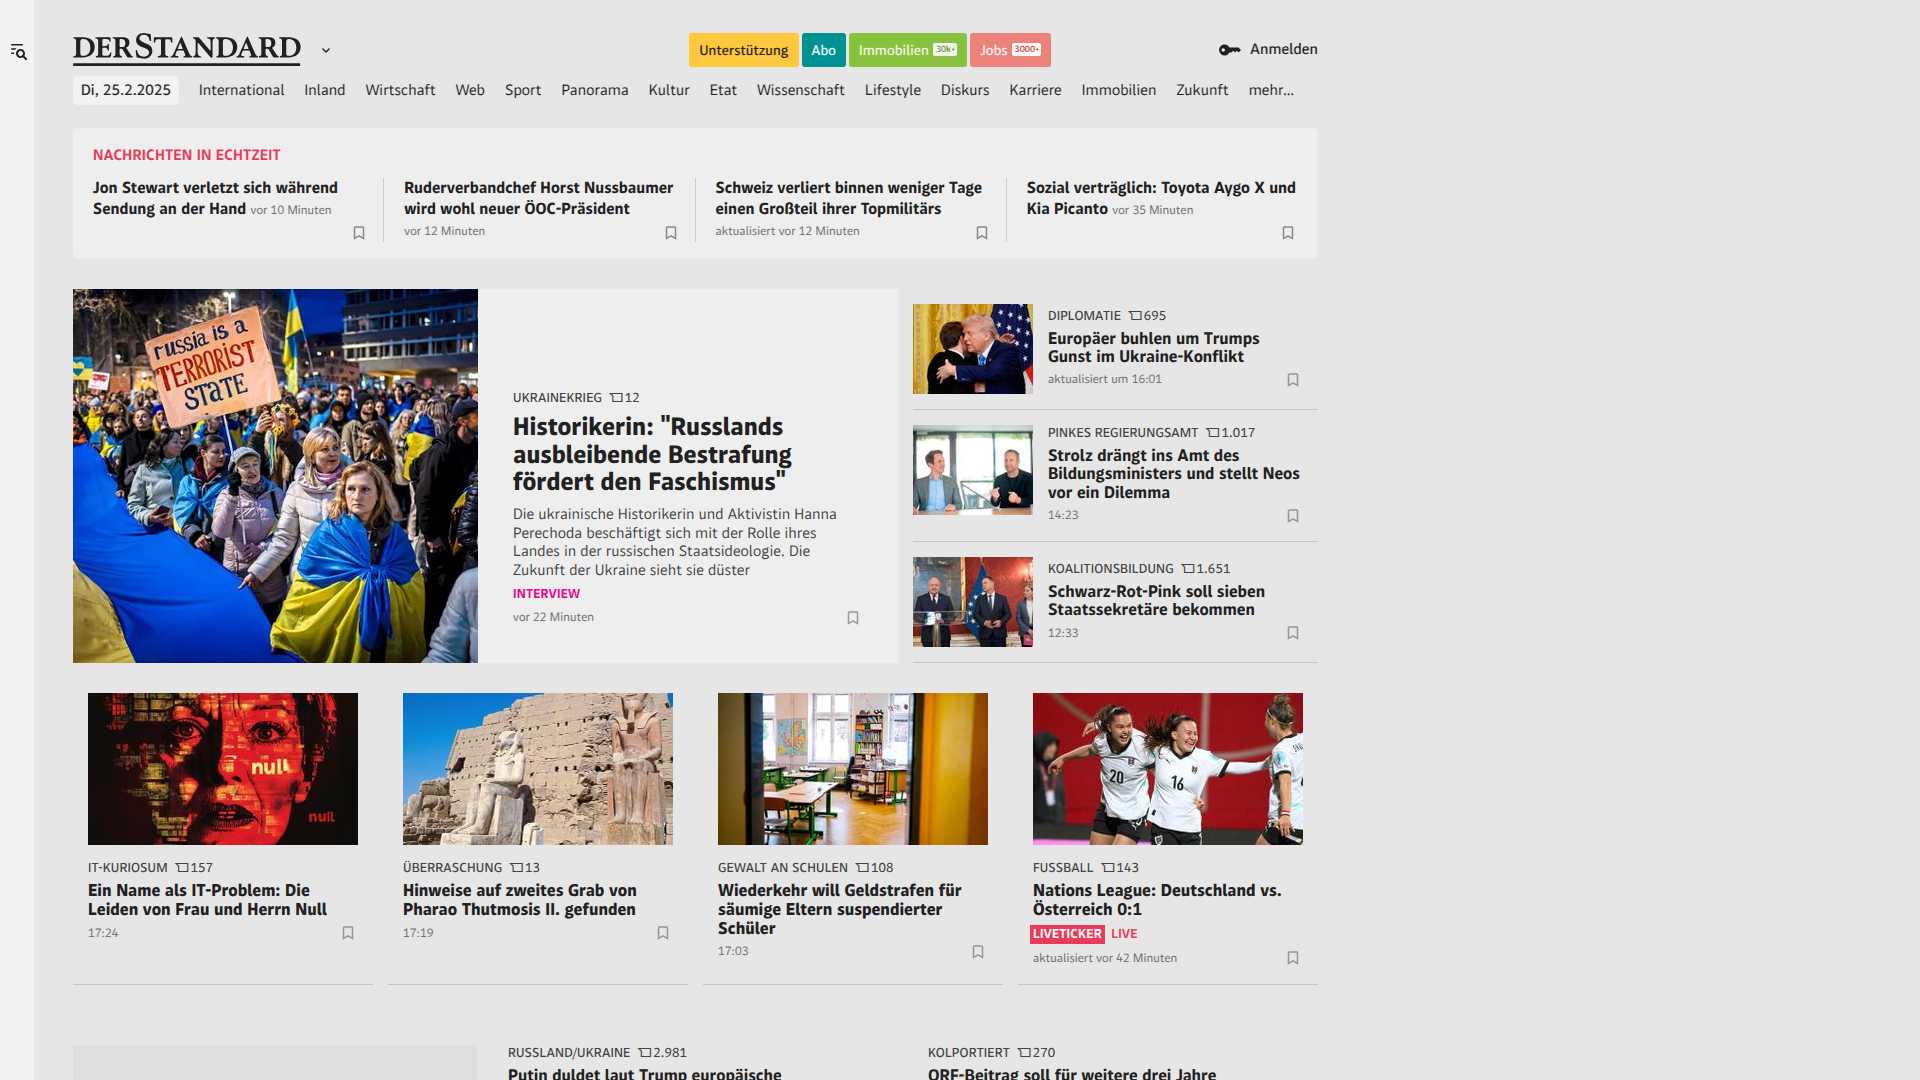 DERSTANDARD
Unterstützung
Abo
Immobilien 30k+
Jobs 3000+
Anmelden
Di, 25.2.2025
International
Inland
Wirtschaft
Web
Sport
Panorama
Kultur
Etat
Wissenschaft
Lifestyle
Diskurs
Karriere
Immobilien
Zukunft
mehr...
NACHRICHTEN IN ECHTZEIT
Jon Stewart verletzt sich während
Sendung an der Hand vor 10 Minuten
Ruderverbandchef Horst Nussbaumer
wird wohl neuer ÖOC-Präsident
vor 12 Minuten
Schweiz verliert binnen weniger Tage
einen Großteil ihrer Topmilitärs
aktualisiert vor 12 Minuten
Sozial verträglich: Toyota Aygo X und
Kia Picanto vor 35 Minuten
russia is a
TERRORIST
STATE
UKRAINEKRIEG 12
Historikerin: "Russlands
ausbleibende Bestrafung
fördert den Faschismus"
Die ukrainische Historikerin und Aktivistin Hanna
Perechoda beschäftigt sich mit der Rolle ihres
Landes in der russischen Staatsideologie. Die
Zukunft der Ukraine sieht sie düster
INTERVIEW
vor 22 Minuten
DIPLOMATIE 695
Europäer buhlen um Trumps
Gunst im Ukraine-Konflikt
aktualisiert um 16:01
PINKES REGIERUNGSAMT 1.017
Strolz drängt ins Amt des
Bildungsministers und stellt Neos
vor ein Dilemma
14:23
KOALITIONSBILDUNG 1.651
Schwarz-Rot-Pink soll sieben
Staatssekretäre bekommen
12:33
null
null
IT-KURIOSUM 157
Ein Name als IT-Problem: Die
Leiden von Frau und Herrn Null
17:24
ÜBERRASCHUNG 13
Hinweise auf zweites Grab von
Pharao Thutmosis II. gefunden
17:19
GEWALT AN SCHULEN 108
Wiederkehr will Geldstrafen für
säumige Eltern suspendierter
Schüler
17:03
20
16
FUSSBALL 143
Nations League: Deutschland vs.
Österreich 0:1
LIVETICKER LIVE
aktualisiert vor 42 Minuten
RUSSLAND/UKRAINE 2.981
Putin duldet laut Trump europäische
KOLPORTIERT 270
ORF-Beitrag soll für weitere drei Jahre